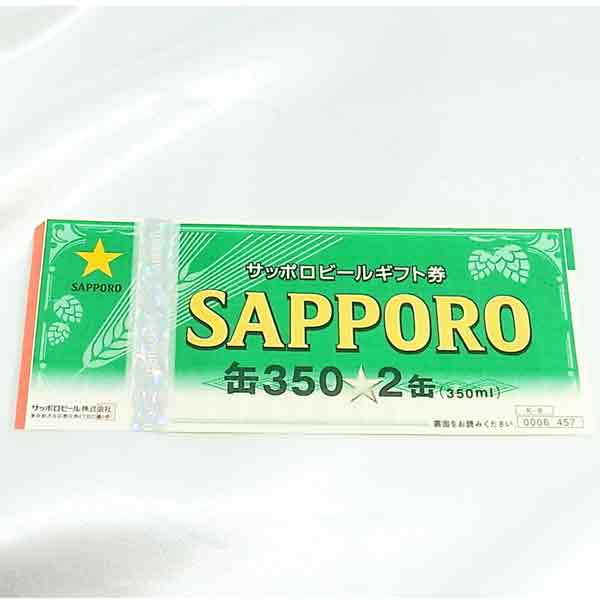 SAPPORO
サッポロビールギフト券
SAPPORO
缶350★2缶(350ml)
サッポロビール株式会社
裏面をお読みください
0006 457